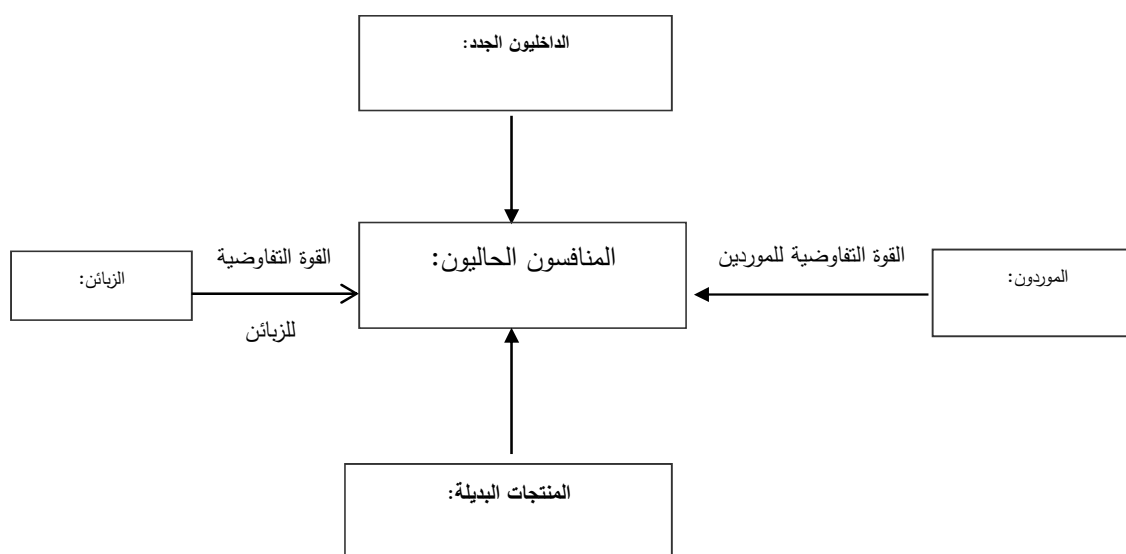 الداخليون الجدد:
المنافسون الحاليون:
القوة التفاوضية للموردين
الموردون:
القوة التفاوضية
للزبائن
الزبائن:
المنتجات البديلة: